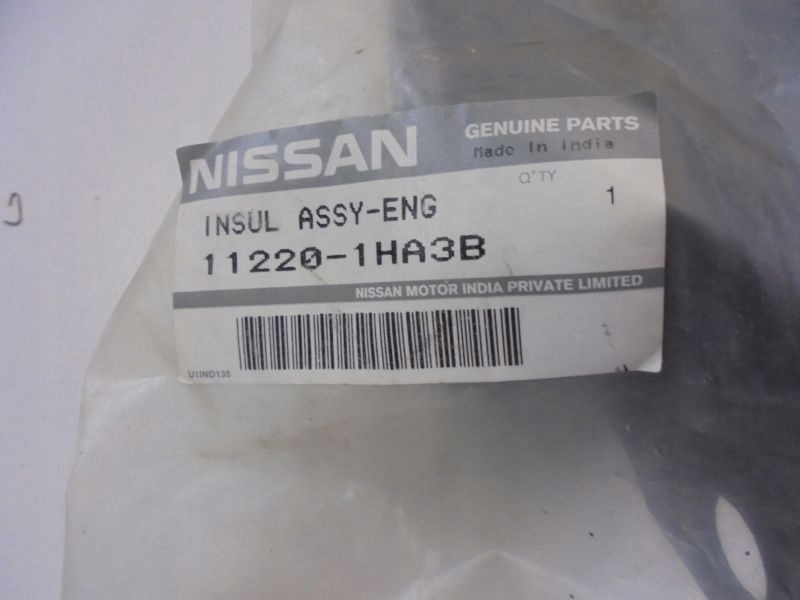 NISSAN
GENUINE PARTS
Made In India
Q'TY
1
INSUL ASSY-ENG
11220-1HA3B
NISSAN MOTOR INDIA PRIVATE LIMITED
U1IND135